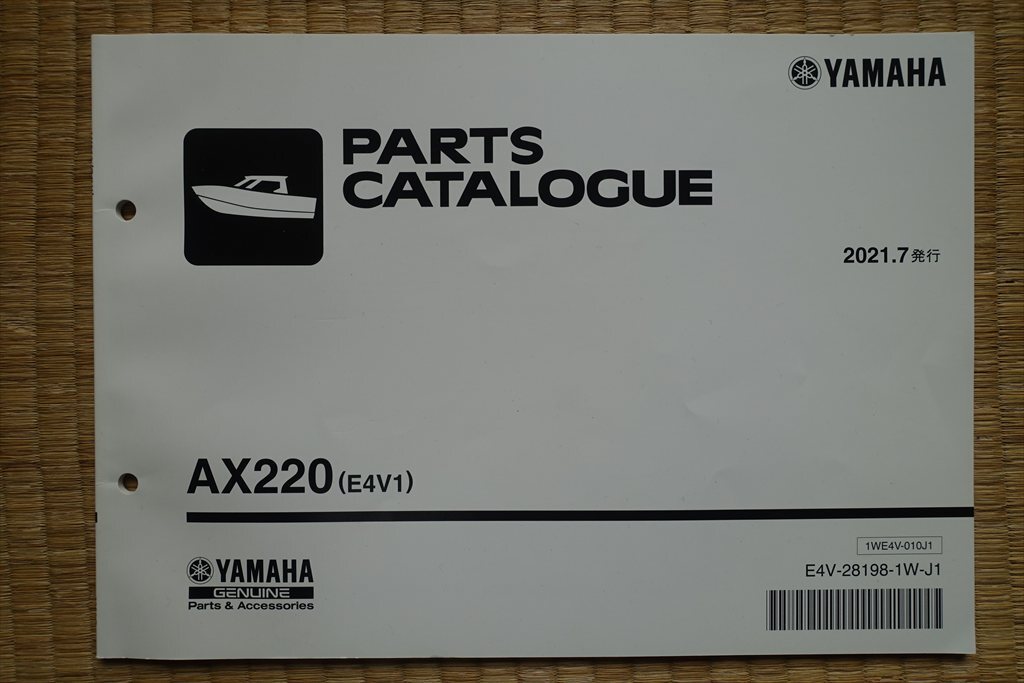 YAMAHA
PARTS
CATALOGUE
2021.7発行
AX220(E4V1)
1WE4V-010J1
E4V-28198-1W-J1
YAMAHA
GENUINE
Parts & Accessories